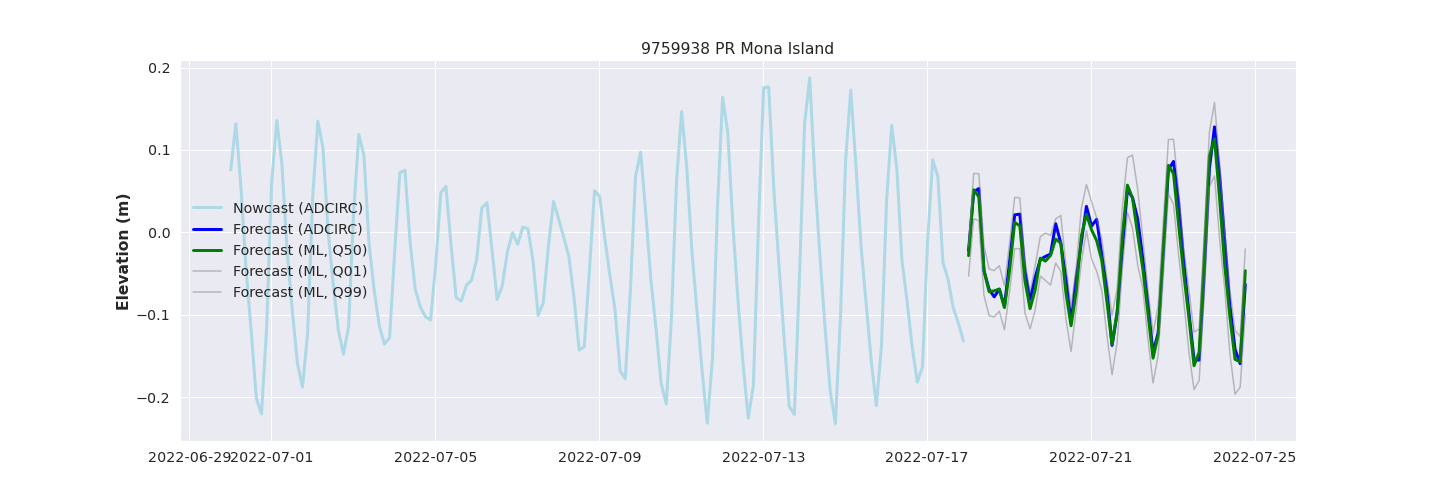 9759938 PR Mona Island
0.2
0.1
0.0
−0.1
−0.2
Elevation (m)
Nowcast (ADCIRC)
Forecast (ADCIRC)
Forecast (ML, Q50)
Forecast (ML, Q01)
Forecast (ML, Q99)
2022-06-29 2022-07-01 2022-07-05 2022-07-09 2022-07-13 2022-07-17 2022-07-21 2022-07-25